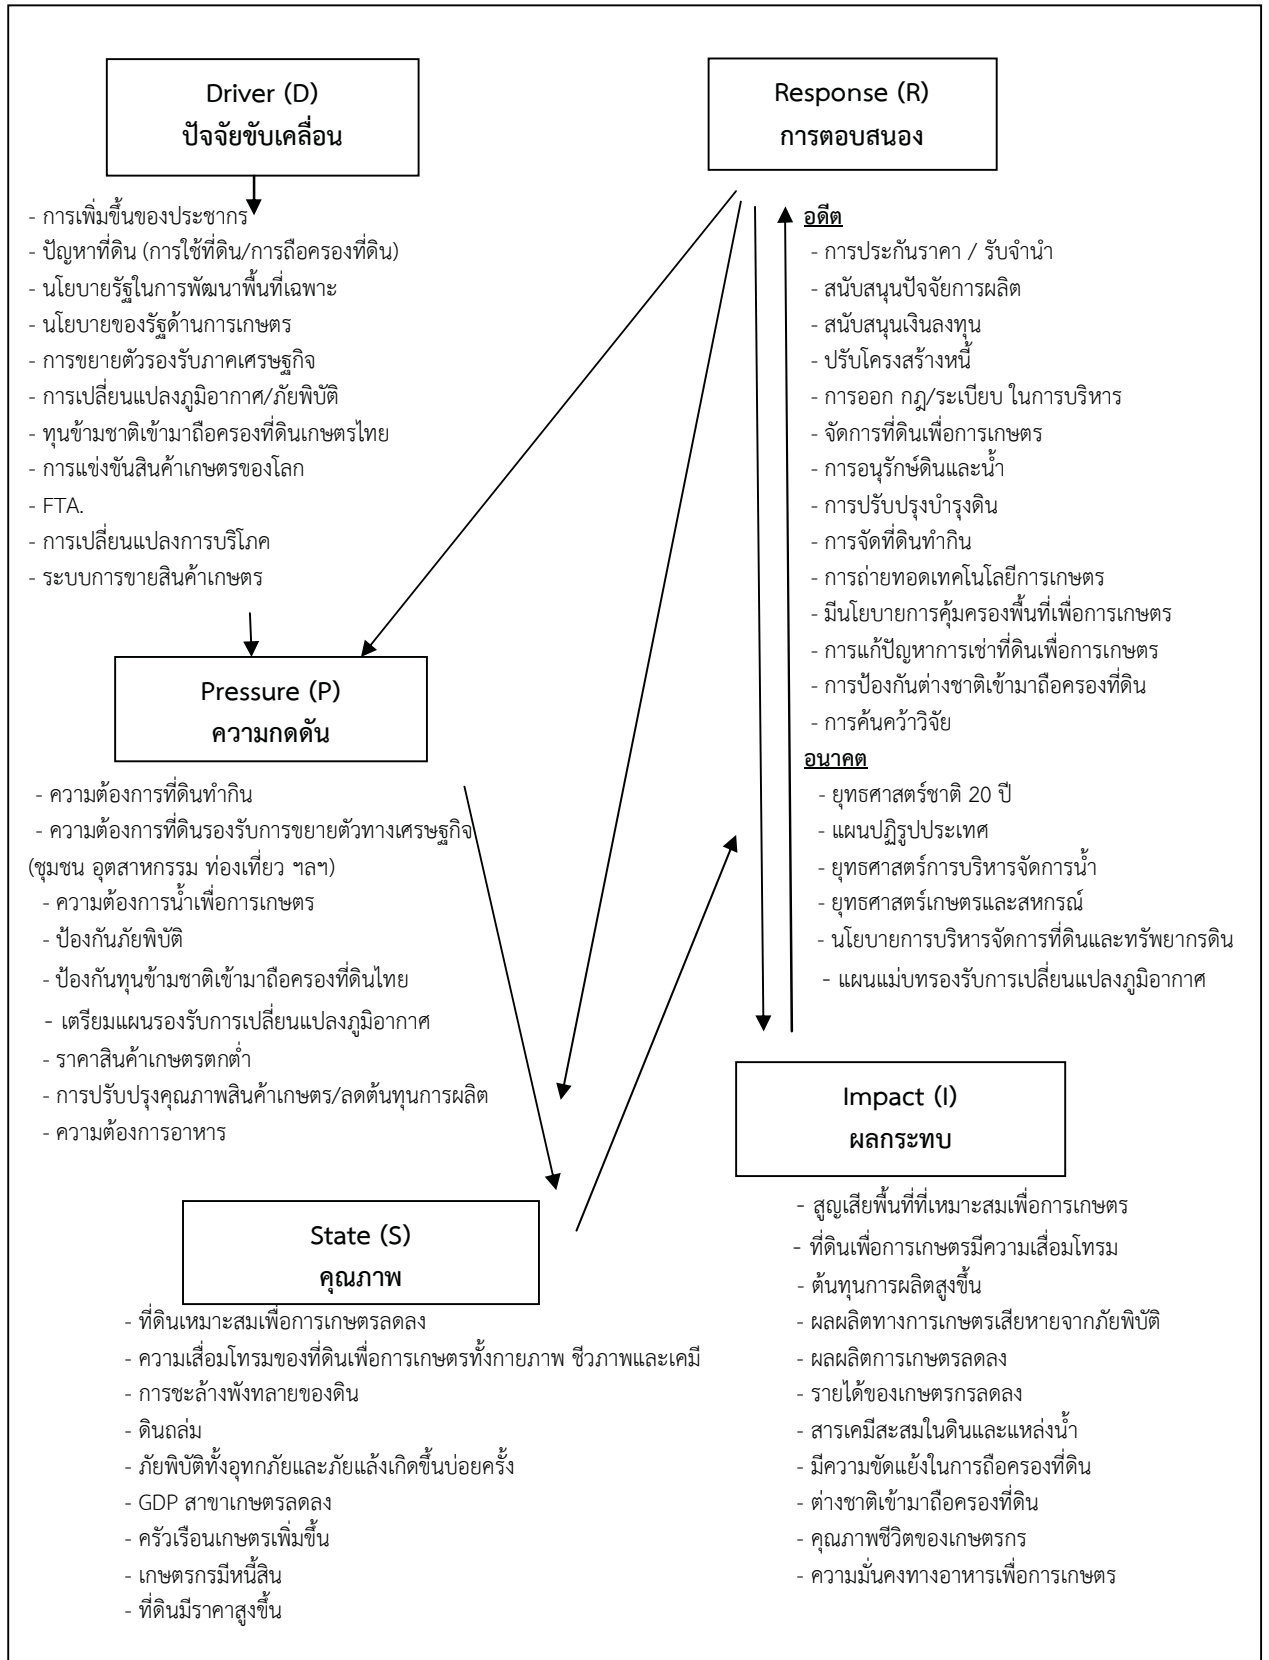 Driver (D)
ปัจจัยขับเคลื่อน
- การเพิ่มขึ้นของประชากร
- ปัญหาที่ดิน (การใช้ที่ดิน/การถือครองที่ดิน)
- นโยบายรัฐในการพัฒนาพื้นที่เฉพาะ
- นโยบายของรัฐด้านการเกษตร
- การขยายตัวรองรับภาคเศรษฐกิจ
- การเปลี่ยนแปลงภูมิอากาศ/ภัยพิบัติ
- ทุนข้ามชาติเข้ามาถือครองที่ดินเกษตรไทย
- การแข่งขันสินค้าเกษตรของโลก
- FTA.
- การเปลี่ยนแปลงการบริโภค
- ระบบการขายสินค้าเกษตร
Pressure (P)
ความกดดัน
- ความต้องการที่ดินทำกิน
- ความต้องการที่ดินรองรับการขยายตัวทางเศรษฐกิจ
(ชุมชน อุตสาหกรรม ท่องเที่ยว ฯลฯ)
- ความต้องการน้ำเพื่อการเกษตร
- ป้องกันภัยพิบัติ
- ป้องกันทุนข้ามชาติเข้ามาถือครองที่ดินไทย
- เตรียมแผนรองรับการเปลี่ยนแปลงภูมิอากาศ
- ราคาสินค้าเกษตรตกต่ำ
- การปรับปรุงคุณภาพสินค้าเกษตร/ลดต้นทุนการผลิต
- ความต้องการอาหาร
State (S)
คุณภาพ
- ที่ดินเหมาะสมเพื่อการเกษตรลดลง
- ความเสื่อมโทรมของที่ดินเพื่อการเกษตรทั้งกายภาพ ชีวภาพและเคมี
- การชะล้างพังทลายของดิน
- ดินถล่ม
- ภัยพิบัติทั้งอุทกภัยและภัยแล้งเกิดขึ้นบ่อยครั้ง
- GDP สาขาเกษตรลดลง
- ครัวเรือนเกษตรเพิ่มขึ้น
- เกษตรกรมีหนี้สิน
- ที่ดินมีราคาสูงขึ้น
Response (R)
การตอบสนอง
อดีต
- การประกันราคา / รับจำนำ
- สนับสนุนปัจจัยการผลิต
- สนับสนุนเงินลงทุน
- ปรับโครงสร้างหนี้
- การออก กฎ/ระเบียบ ในการบริหาร
- จัดการที่ดินเพื่อการเกษตร
- การอนุรักษ์ดินและน้ำ
- การปรับปรุงบำรุงดิน
- การจัดที่ดินทำกิน
- การถ่ายทอดเทคโนโลยีการเกษตร
- มีนโยบายการคุ้มครองพื้นที่เพื่อการเกษตร
- การแก้ปัญหาการเช่าที่ดินเพื่อการเกษตร
- การป้องกันต่างชาติเข้ามาถือครองที่ดิน
- การค้นคว้าวิจัย
อนาคต
- ยุทธศาสตร์ชาติ 20 ปี
- แผนปฏิรูปประเทศ
- ยุทธศาสตร์การบริหารจัดการน้ำ
- ยุทธศาสตร์เกษตรและสหกรณ์
- นโยบายการบริหารจัดการที่ดินและทรัพยากรดิน
- แผนแม่บทรองรับการเปลี่ยนแปลงภูมิอากาศ
Impact (I)
ผลกระทบ
- สูญเสียพื้นที่ที่เหมาะสมเพื่อการเกษตร
- ที่ดินเพื่อการเกษตรมีความเสื่อมโทรม
- ต้นทุนการผลิตสูงขึ้น
- ผลผลิตทางการเกษตรเสียหายจากภัยพิบัติ
- ผลผลิตการเกษตรลดลง
- รายได้ของเกษตรกรลดลง
- สารเคมีสะสมในดินและแหล่งน้ำ
- มีความขัดแย้งในการถือครองที่ดิน
- ต่างชาติเข้ามาถือครองที่ดิน
- คุณภาพชีวิตของเกษตรกร
- ความมั่นคงทางอาหารเพื่อการเกษตร